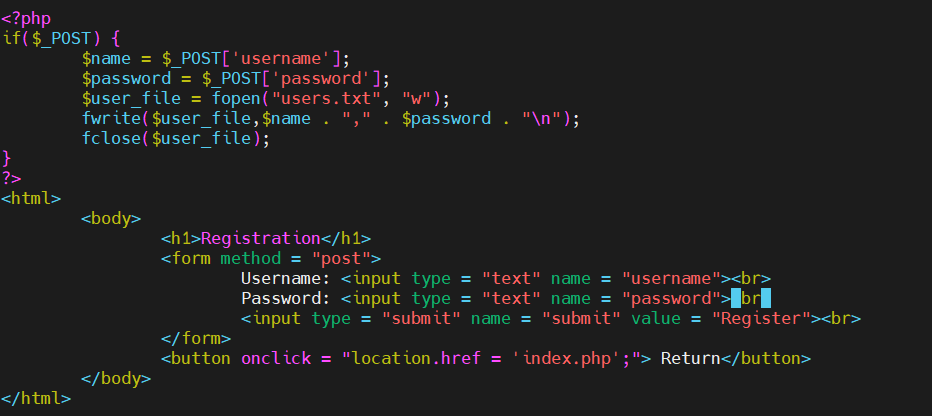 <?php
if($_POST) {
        $name = $_POST['username'];
        $password = $_POST['password'];
        $user_file = fopen("users.txt", "w");
        fwrite($user_file,$name . "," . $password . "\n");
        fclose($user_file);
}
?>
<html>
        <body>
                <h1>Registration</h1>
                <form method = "post">
                        Username: <input type = "text" name = "username"><br>
                        Password: <input type = "text" name = "password"><br>
                        <input type = "submit" name = "submit" value = "Register"><br>
                </form>
                <button onclick = "location.href = 'index.php';"> Return</button>
        </body>
</html>